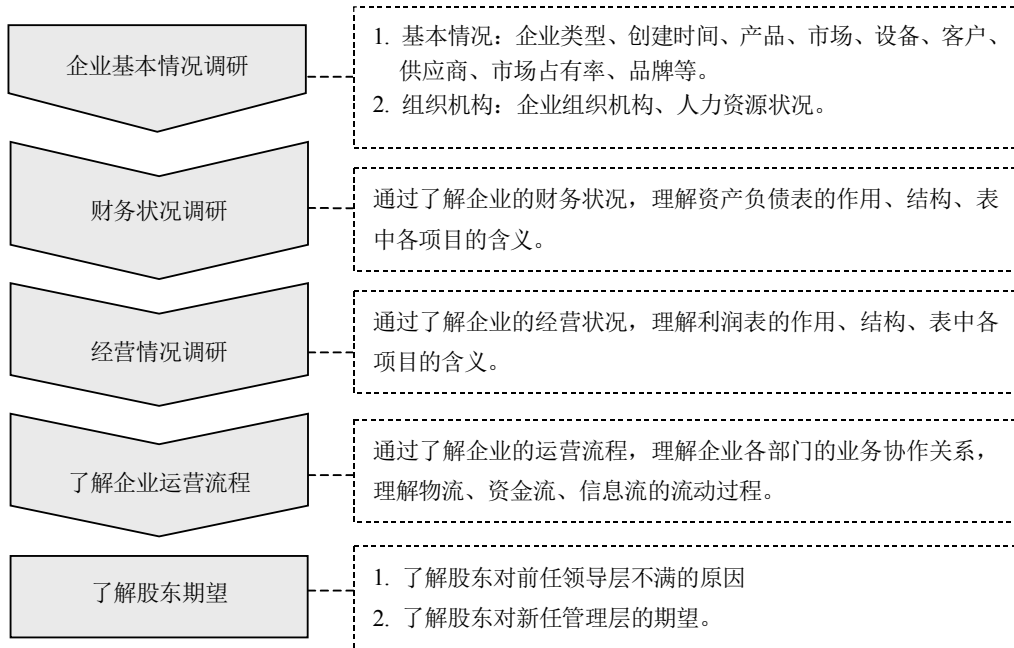 企业基本情况调研
1. 基本情况：企业类型、创建时间、产品、市场、设备、客户、
供应商、市场占有率、品牌等。
2. 组织机构：企业组织机构、人力资源状况。
财务状况调研
通过了解企业的财务状况，理解资产负债表的作用、结构、表
中各项目的含义。
经营情况调研
通过了解企业的经营状况，理解利润表的作用、结构、表中各
项目的含义。
了解企业运营流程
通过了解企业的运营流程，理解企业各部门的业务协作关系，
理解物流、资金流、信息流的流动过程。
了解股东期望
1. 了解股东对前任领导层不满的原因
2. 了解股东对新任管理层的期望。